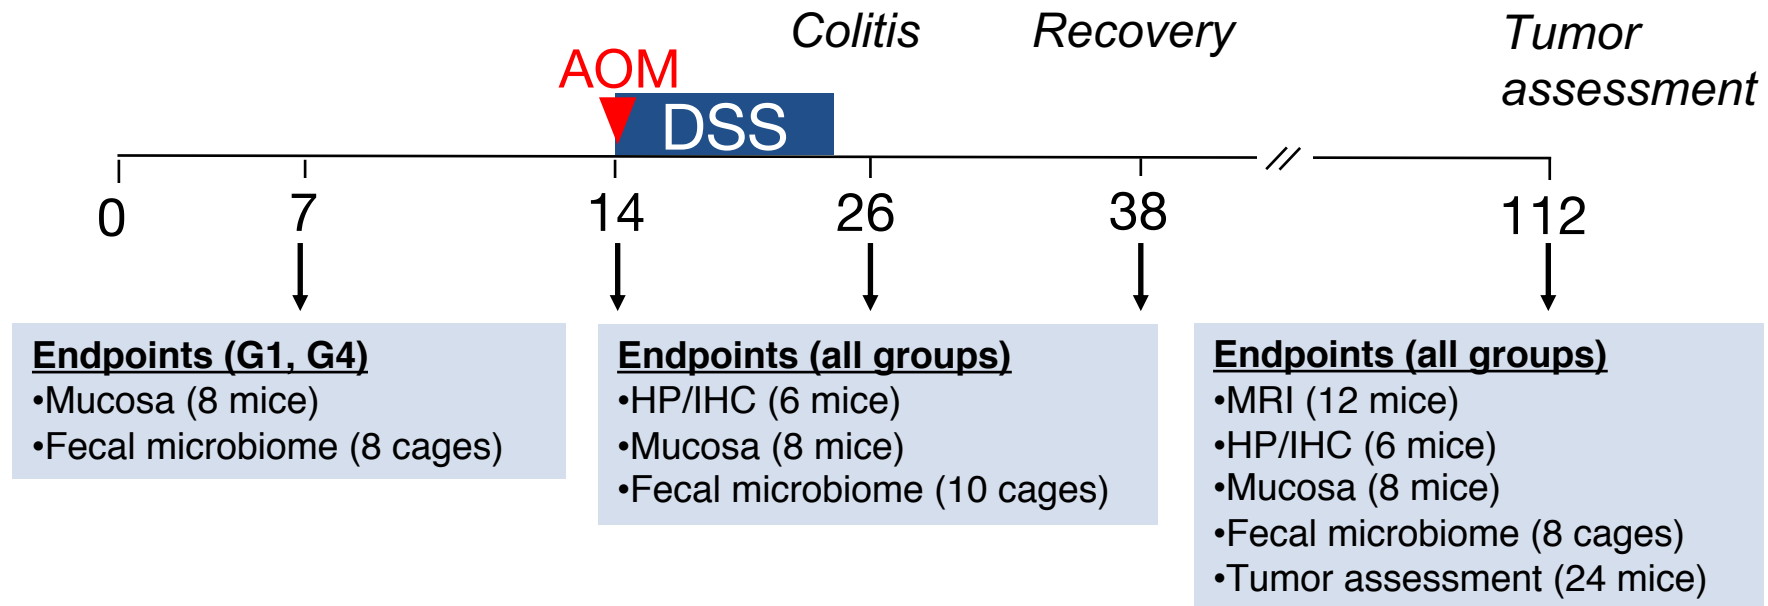 Colitis
Recovery
Tumor
assessment
AOM
DSS
0
7
14
26
38
112
Endpoints (G1, G4)
•Mucosa (8 mice)
•Fecal microbiome (8 cages)
Endpoints (all groups)
•HP/IHC (6 mice)
•Mucosa (8 mice)
•Fecal microbiome (10 cages)
Endpoints (all groups)
•MRI (12 mice)
•HP/IHC (6 mice)
•Mucosa (8 mice)
•Fecal microbiome (8 cages)
•Tumor assessment (24 mice)